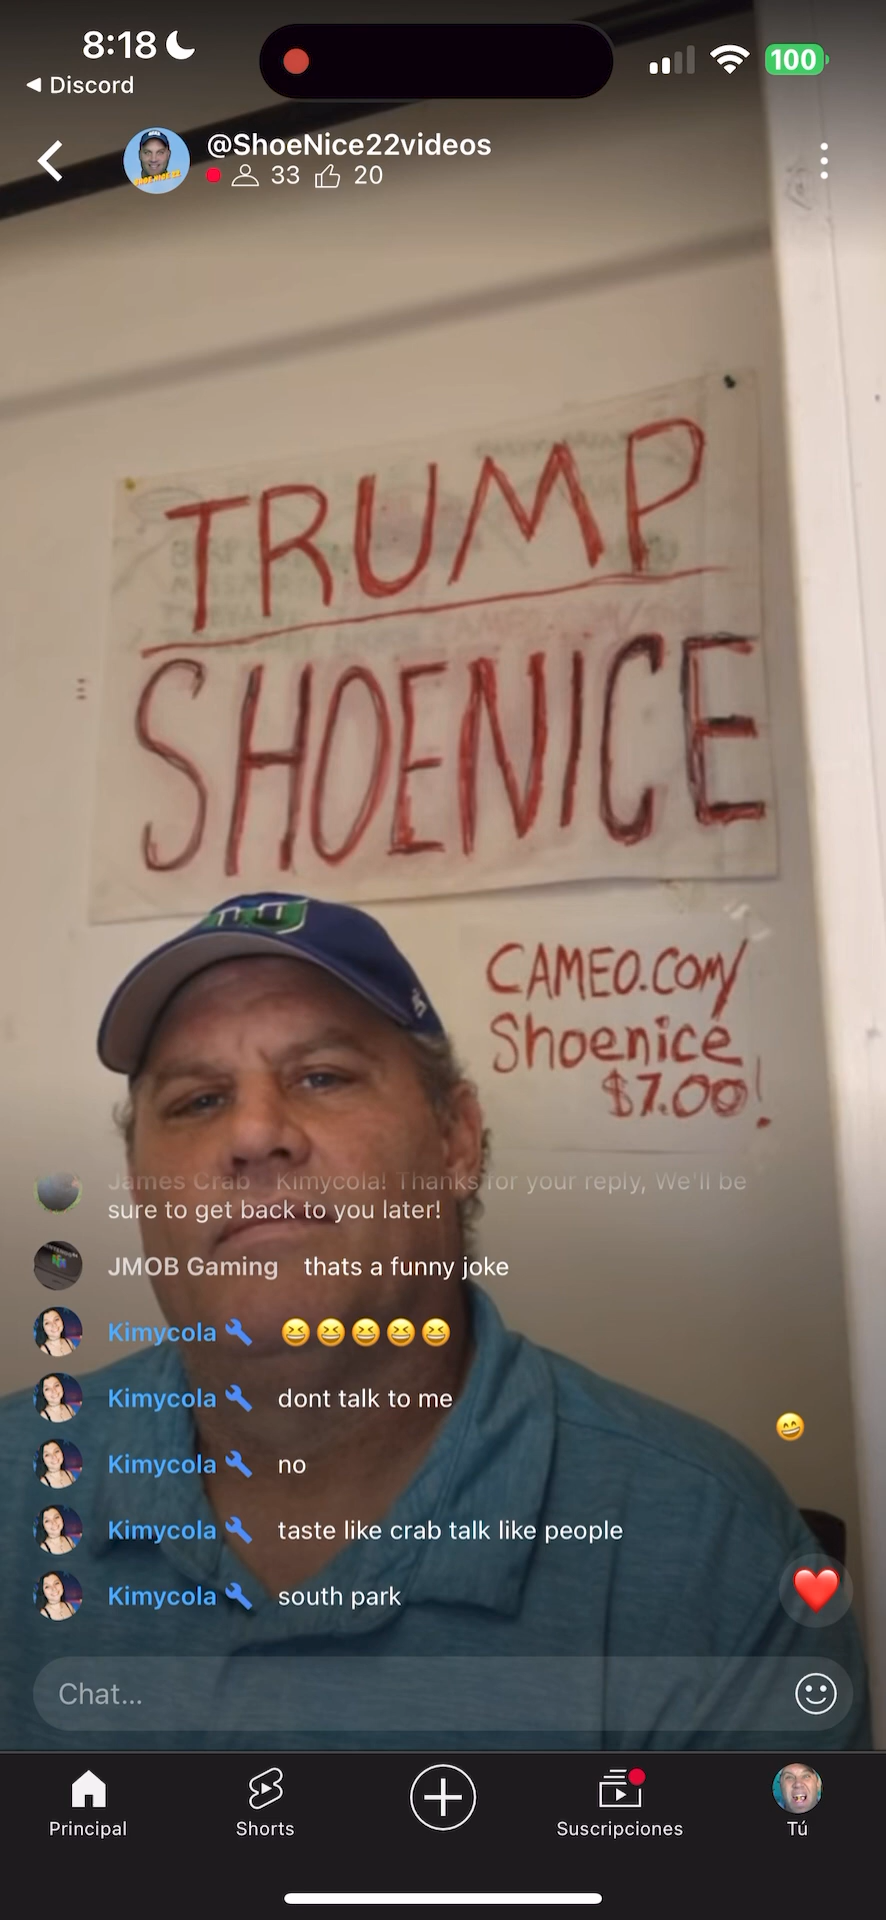 8:18
100
Discord
@ShoeNice22videos
33 20
TRUMP
SHOENICE
CAMEO.COM/
Shoenice
$7.00!
James Crab Kimycola! Thanks for your reply, We'll be
sure to get back to you later!
JMOB Gaming thats a funny joke
Kimycola 😆😆😆😆😆
Kimycola dont talk to me
Kimycola no
Kimycola taste like crab talk like people
Kimycola south park
Chat...
Principal
Shorts
Suscripciones
Tú